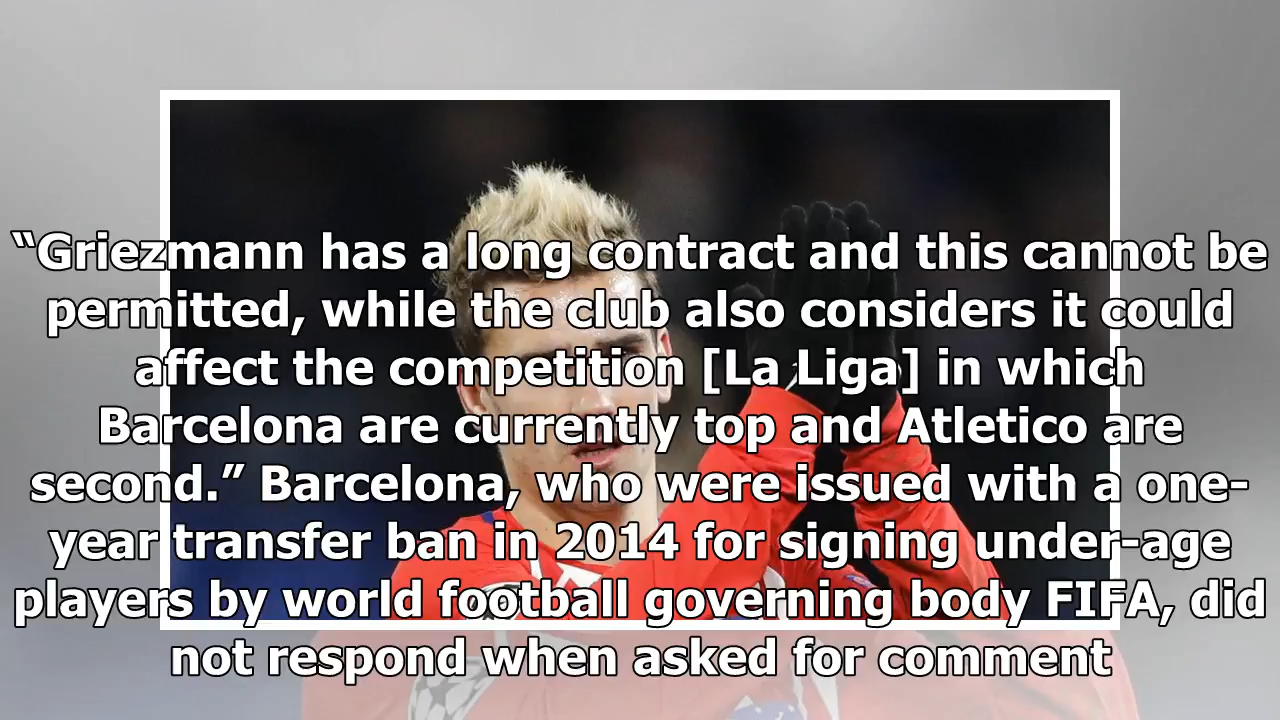 “Griezmann has a long contract and this cannot be
permitted, while the club also considers it could
affect the competition [La Liga] in which
Barcelona are currently top and Atletico are
second.” Barcelona, who were issued with a one-
year transfer ban in 2014 for signing under-age
players by world football governing body FIFA, did
not respond when asked for comment